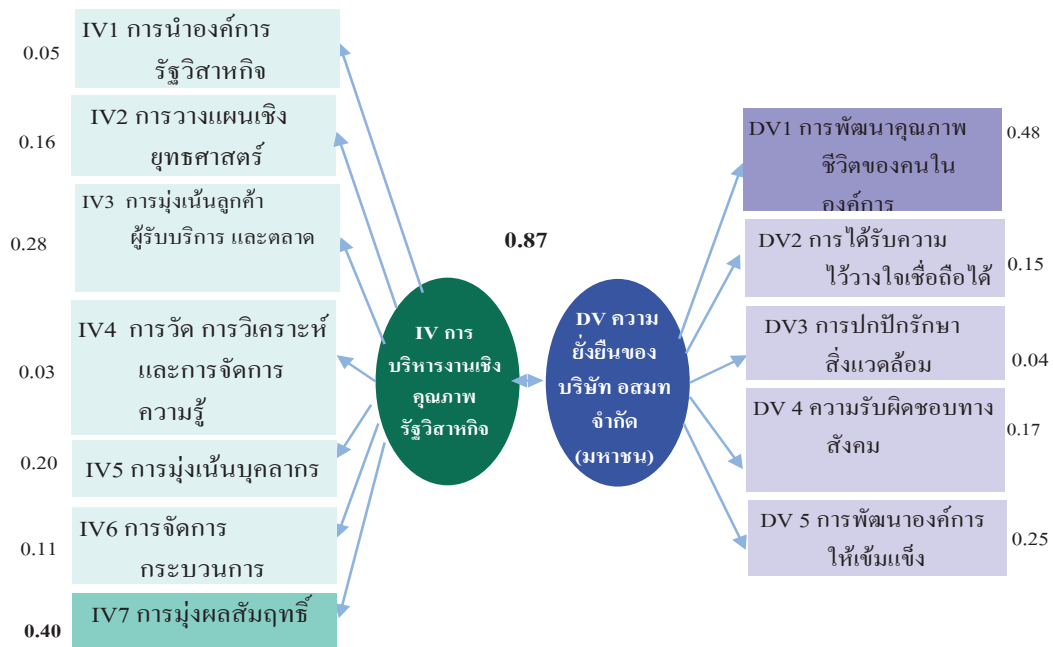 0.05
IV1 การนำองค์การ
รัฐวิสาหกิจ
0.16
IV2 การวางแผนเชิง
ยุทธศาสตร์
0.28
IV3 การมุ่งเน้นลูกค้า
ผู้รับบริการ และตลาด
0.03
IV4 การวัด การวิเคราะห์
และการจัดการ
ความรู้
0.20
IV5 การมุ่งเน้นบุคลากร
0.11
IV6 การจัดการ
กระบวนการ
0.40
IV7 การมุ่งผลสัมฤทธิ์
IV การ
บริหารงานเชิง
คุณภาพ
รัฐวิสาหกิจ
0.87
DV ความ
ยั่งยืนของ
บริษัท อสมท
จำกัด
(มหาชน)
DV1 การพัฒนาคุณภาพ
ชีวิตของคนใน
องค์การ
0.48
DV2 การได้รับความ
ไว้วางใจเชื่อถือได้
0.15
DV3 การปกปักรักษา
สิ่งแวดล้อม
0.04
DV 4 ความรับผิดชอบทาง
สังคม
0.17
DV 5 การพัฒนาองค์การ
ให้เข้มแข็ง
0.25